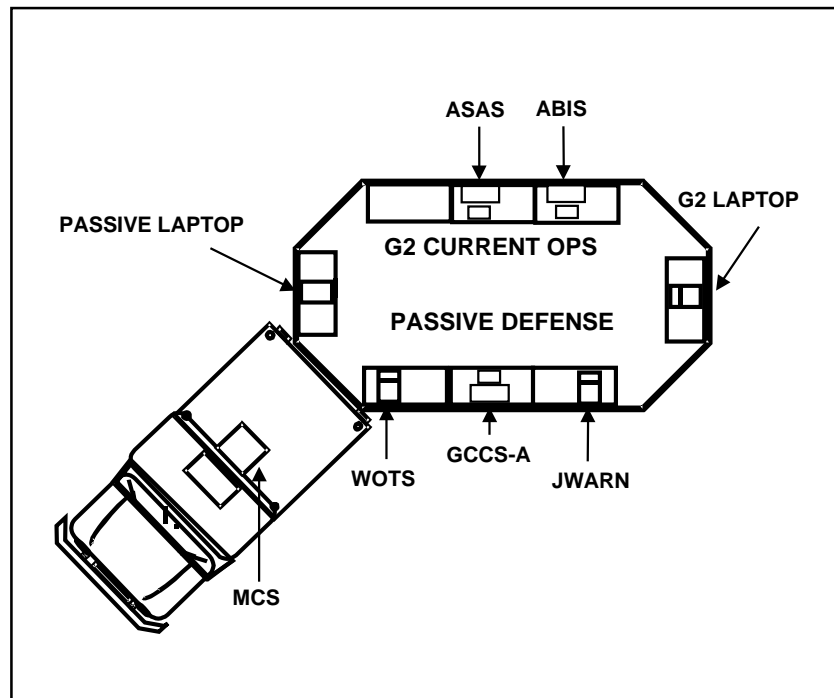 ASAS ABIS
G2 LAPTOP
PASSIVE LAPTOP
G2 CURRENT OPS
PASSIVE DEFENSE
GCCS-A
WOTS
JWARN
MCS